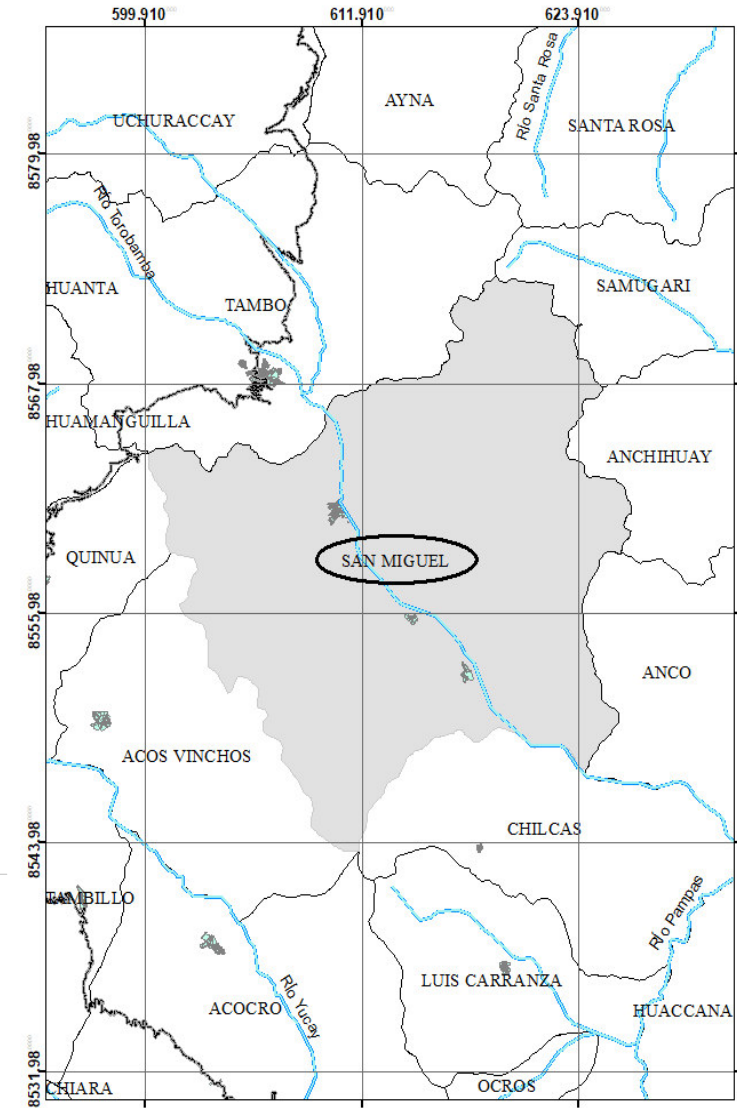 599.910 611.910 623.910
Río Santa Rosa
AYNA
UCHURACCAY
SANTA ROSA
8579,98
Río Torobamba
HUANTA
TAMBO
SAMUGARI
8567,98
HUAMANGUILLA
ANCHIHUAY
QUINUA
SAN MIGUEL
8555,98
ANCO
ACOS VINCHOS
CHILCAS
8543,98
TAMBILLO
Río Pampas
LUIS CARRANZA
Río Yucay
ACOCRO
HUACCANA
8531,98
CHIARA
OCROS